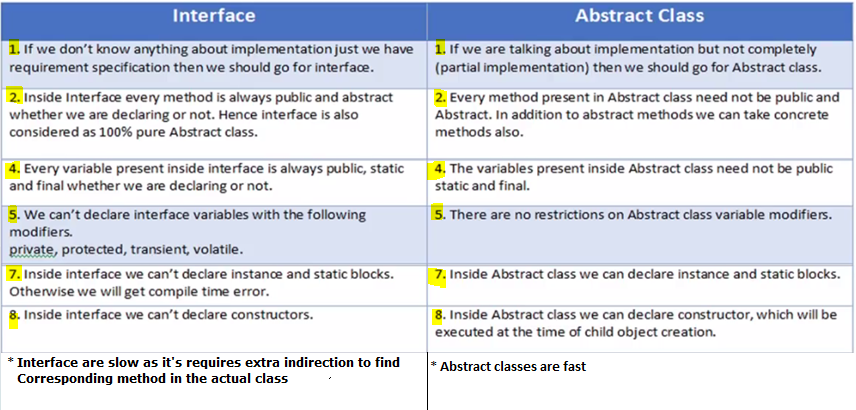 Interface
Abstract Class
1. If we don’t know anything about implementation just we have
requirement specification then we should go for interface.
1. If we are talking about implementation but not completely
(partial implementation) then we should go for Abstract class.
2. Inside Interface every method is always public and abstract
whether we are declaring or not. Hence interface is also
considered as 100% pure Abstract class.
2. Every method present in Abstract class need not be public and
Abstract. In addition to abstract methods we can take concrete
methods also.
4. Every variable present inside interface is always public, static
and final whether we are declaring or not.
4. The variables present inside Abstract class need not be public
static and final.
5. We can’t declare interface variables with the following
modifiers.
private, protected, transient, volatile.
5. There are no restrictions on Abstract class variable modifiers.
7. Inside interface we can’t declare instance and static blocks.
Otherwise we will get compile time error.
7. Inside Abstract class we can declare instance and static blocks.
8. Inside interface we can’t declare constructors.
8. Inside Abstract class we can declare constructor, which will be
executed at the time of child object creation.
* Interface are slow as it's requires extra indirection to find
Corresponding method in the actual class
* Abstract classes are fast